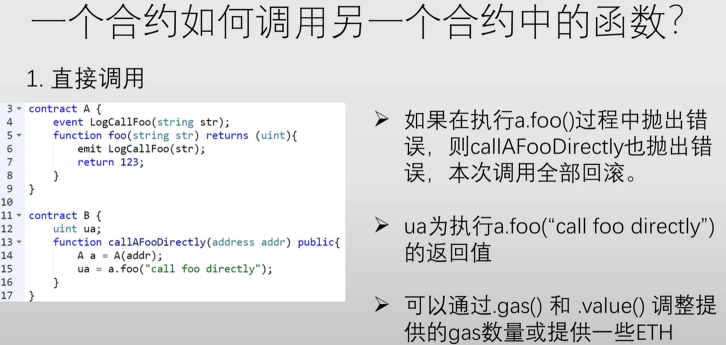 一个合约如何调用另一个合约中的函数?
1. 直接调用
3 contract A {
4 event LogCallFoo(string str);
5 function foo(string str) returns (uint){
6 emit LogCallFoo(str);
7 return 123;
8 }
9 }
10
11 contract B {
12 uint ua;
13 function callAFooDirectly(address addr) public{
14 A a = A(addr);
15 ua = a.foo("call foo directly");
16 }
17 }
➢ 如果在执行a.foo()过程中抛出错
误，则callAFooDirectly也抛出错
误，本次调用全部回滚。
➢ ua为执行a.foo(“call foo directly”)
的返回值
➢ 可以通过.gas() 和 .value() 调整提
供的gas数量或提供一些ETH